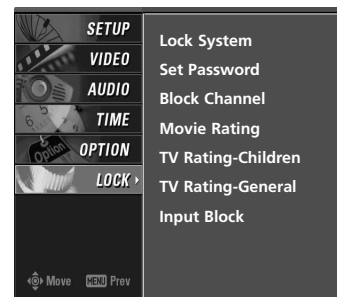 SETUP
VIDEO
AUDIO
TIME
OPTION
LOCK
Move MENU Prev
Lock System
Set Password
Block Channel
Movie Rating
TV Rating-Children
TV Rating-General
Input Block